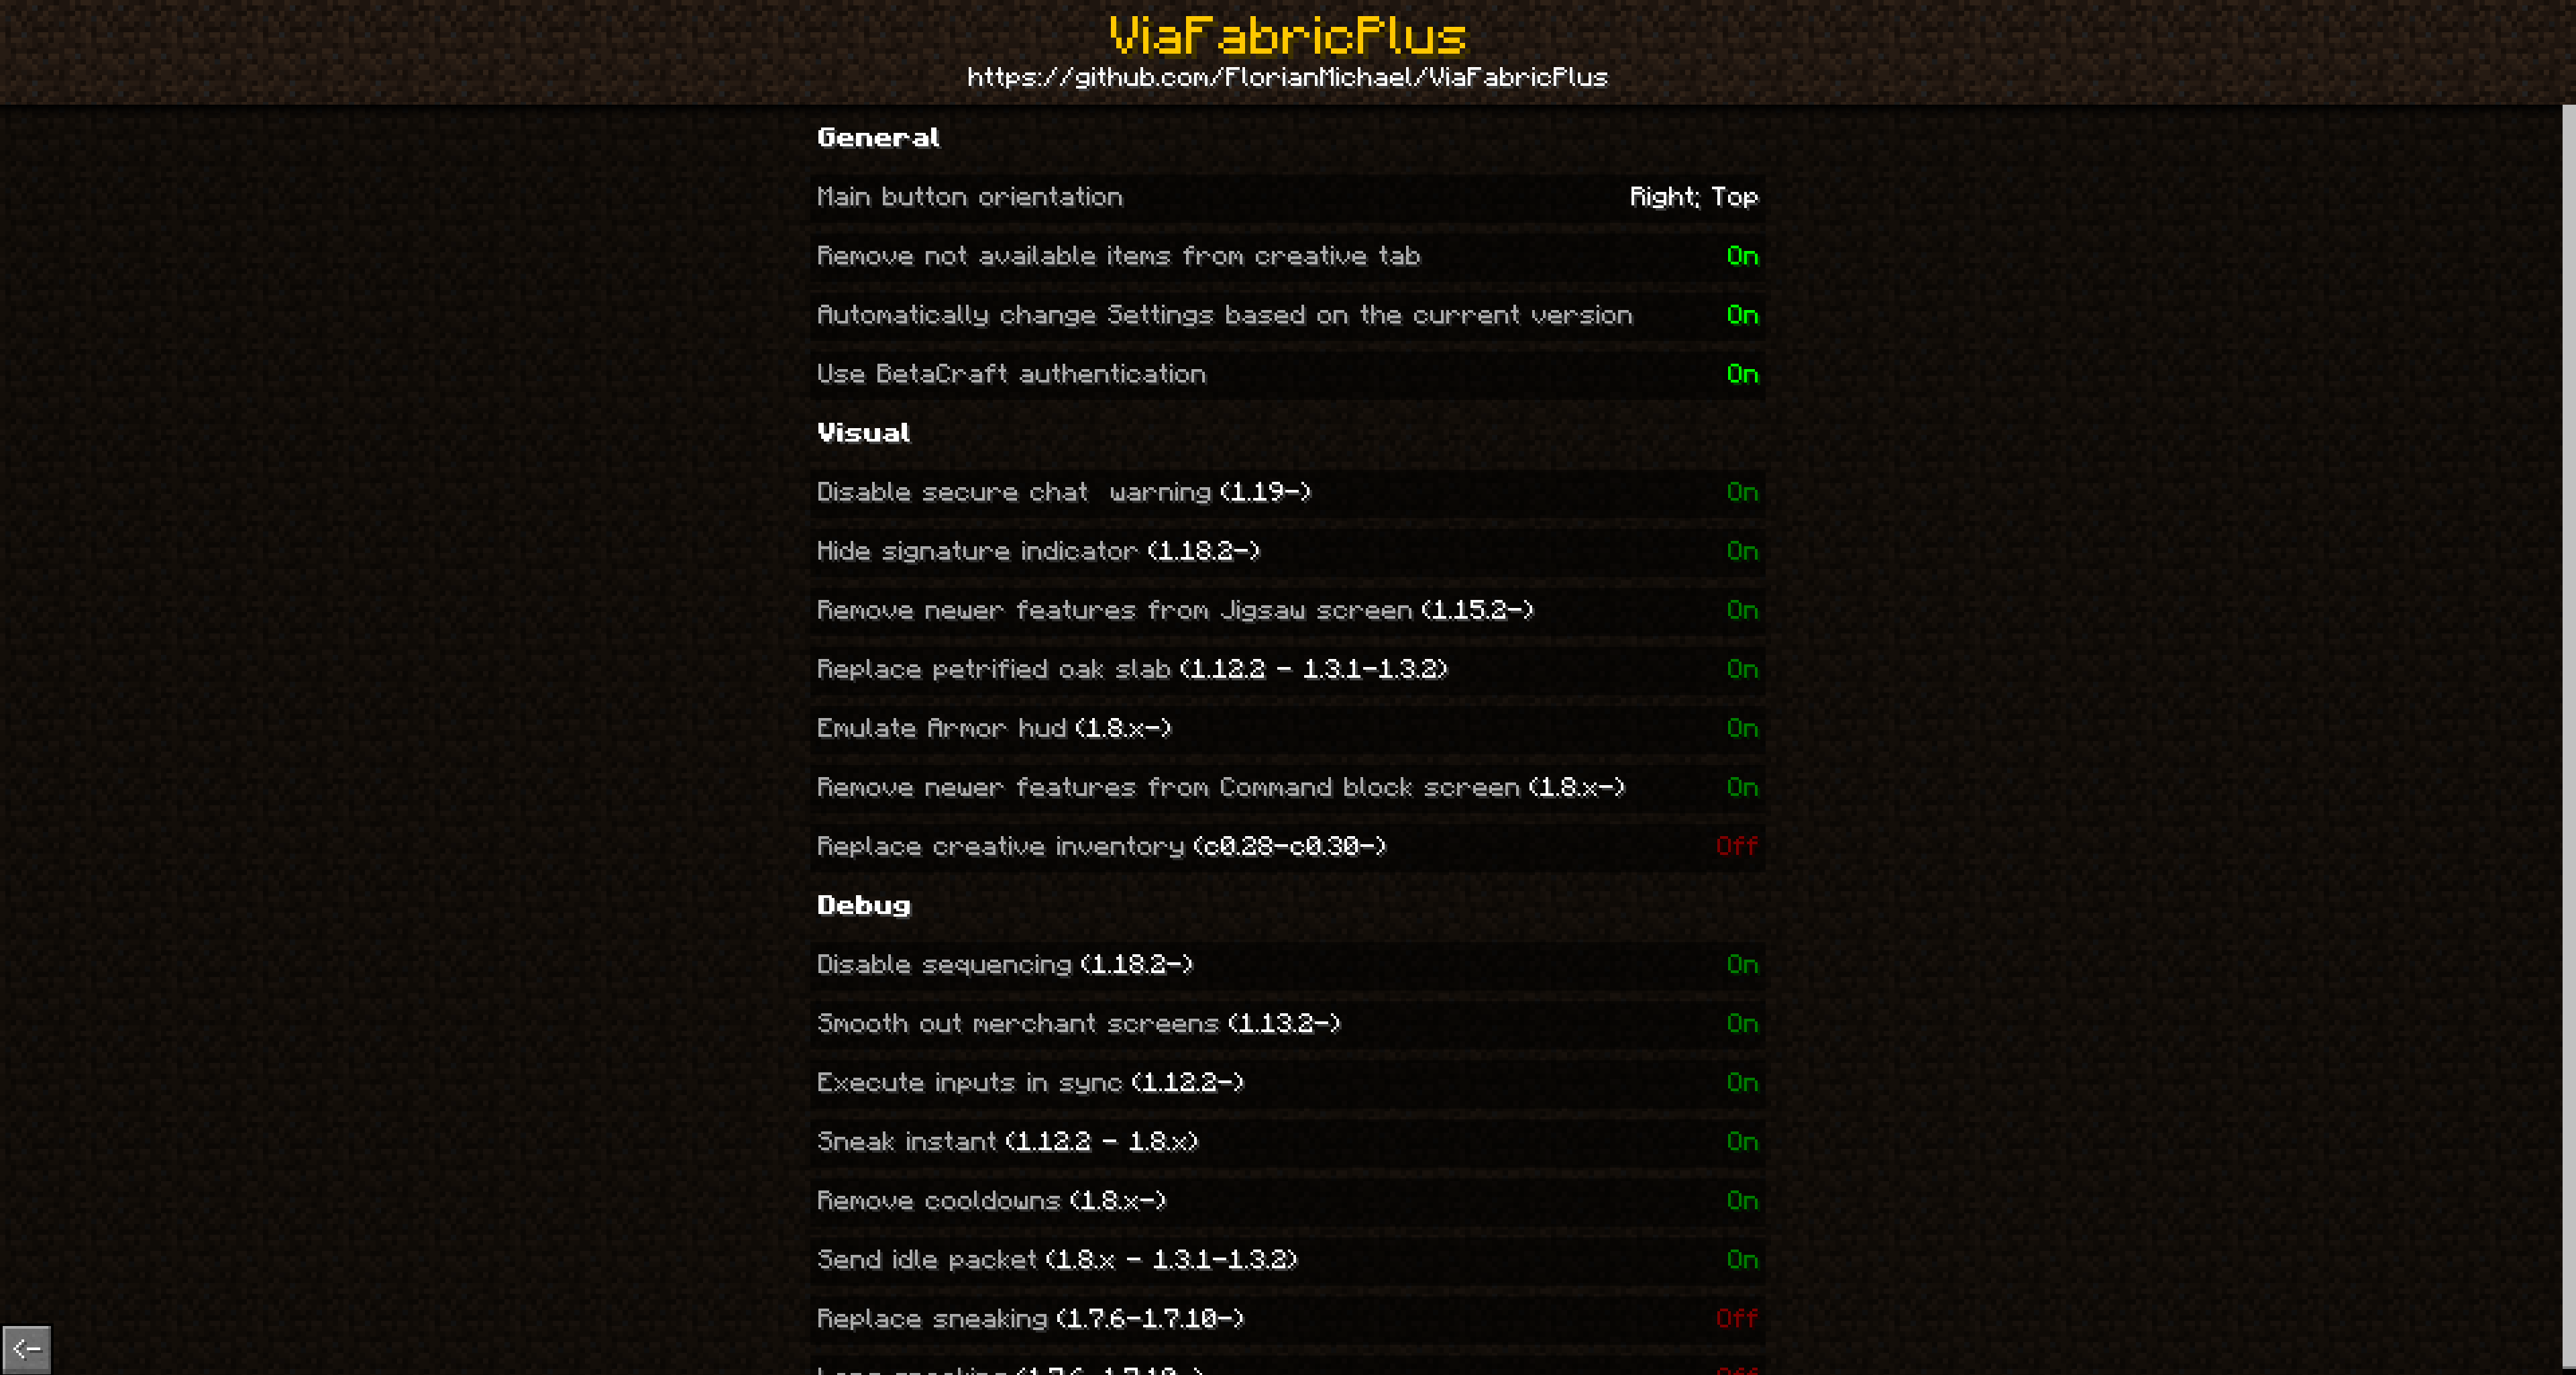 ViaFabricPlus
https://github.com/FlorianMichael/ViaFabricPlus
General
Main button orientation Right; Top
Remove not available items from creative tab On
Automatically change Settings based on the current version On
Use BetaCraft authentication On
Visual
Disable secure chat  warning (1.19-) On
Hide signature indicator (1.18.2-) On
Remove newer features from Jigsaw screen (1.15.2-) On
Replace petrified oak slab (1.12.2 - 1.3.1-1.3.2) On
Emulate Armor hud (1.8.x-) On
Remove newer features from Command block screen (1.8.x-) On
Replace creative inventory (c0.28-c0.30-) Off
Debug
Disable sequencing (1.18.2-) On
Smooth out merchant screens (1.13.2-) On
Execute inputs in sync (1.12.2-) On
Sneak instant (1.12.2 - 1.8.x) On
Remove cooldowns (1.8.x-) On
Send idle packet (1.8.x - 1.3.1-1.3.2) On
Replace sneaking (1.7.6-1.7.10-) Off
<-